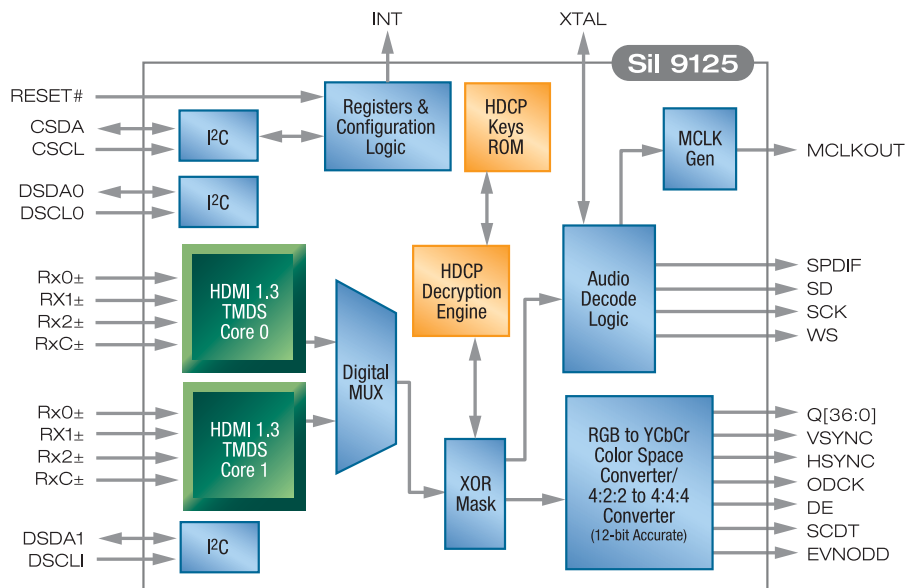 INT
XTAL
SiI 9125
RESET#
CSDA
CSCL
I²C
Registers &
Configuration
Logic
HDCP
Keys
ROM
MCLK
Gen
MCLKOUT
DSDA0
DSCL0
I²C
Rx0±
RX1±
Rx2±
RxC±
HDMI 1.3
TMDS
Core 0
HDCP
Decryption
Engine
Audio
Decode
Logic
SPDIF
SD
SCK
WS
Digital
MUX
Rx0±
RX1±
Rx2±
RxC±
HDMI 1.3
TMDS
Core 1
XOR
Mask
RGB to YCbCr
Color Space
Converter/
4:2:2 to 4:4:4
Converter
(12-bit Accurate)
Q[36:0]
VSYNC
HSYNC
ODCK
DE
SCDT
EVNODD
DSDA1
DSCLI
I²C